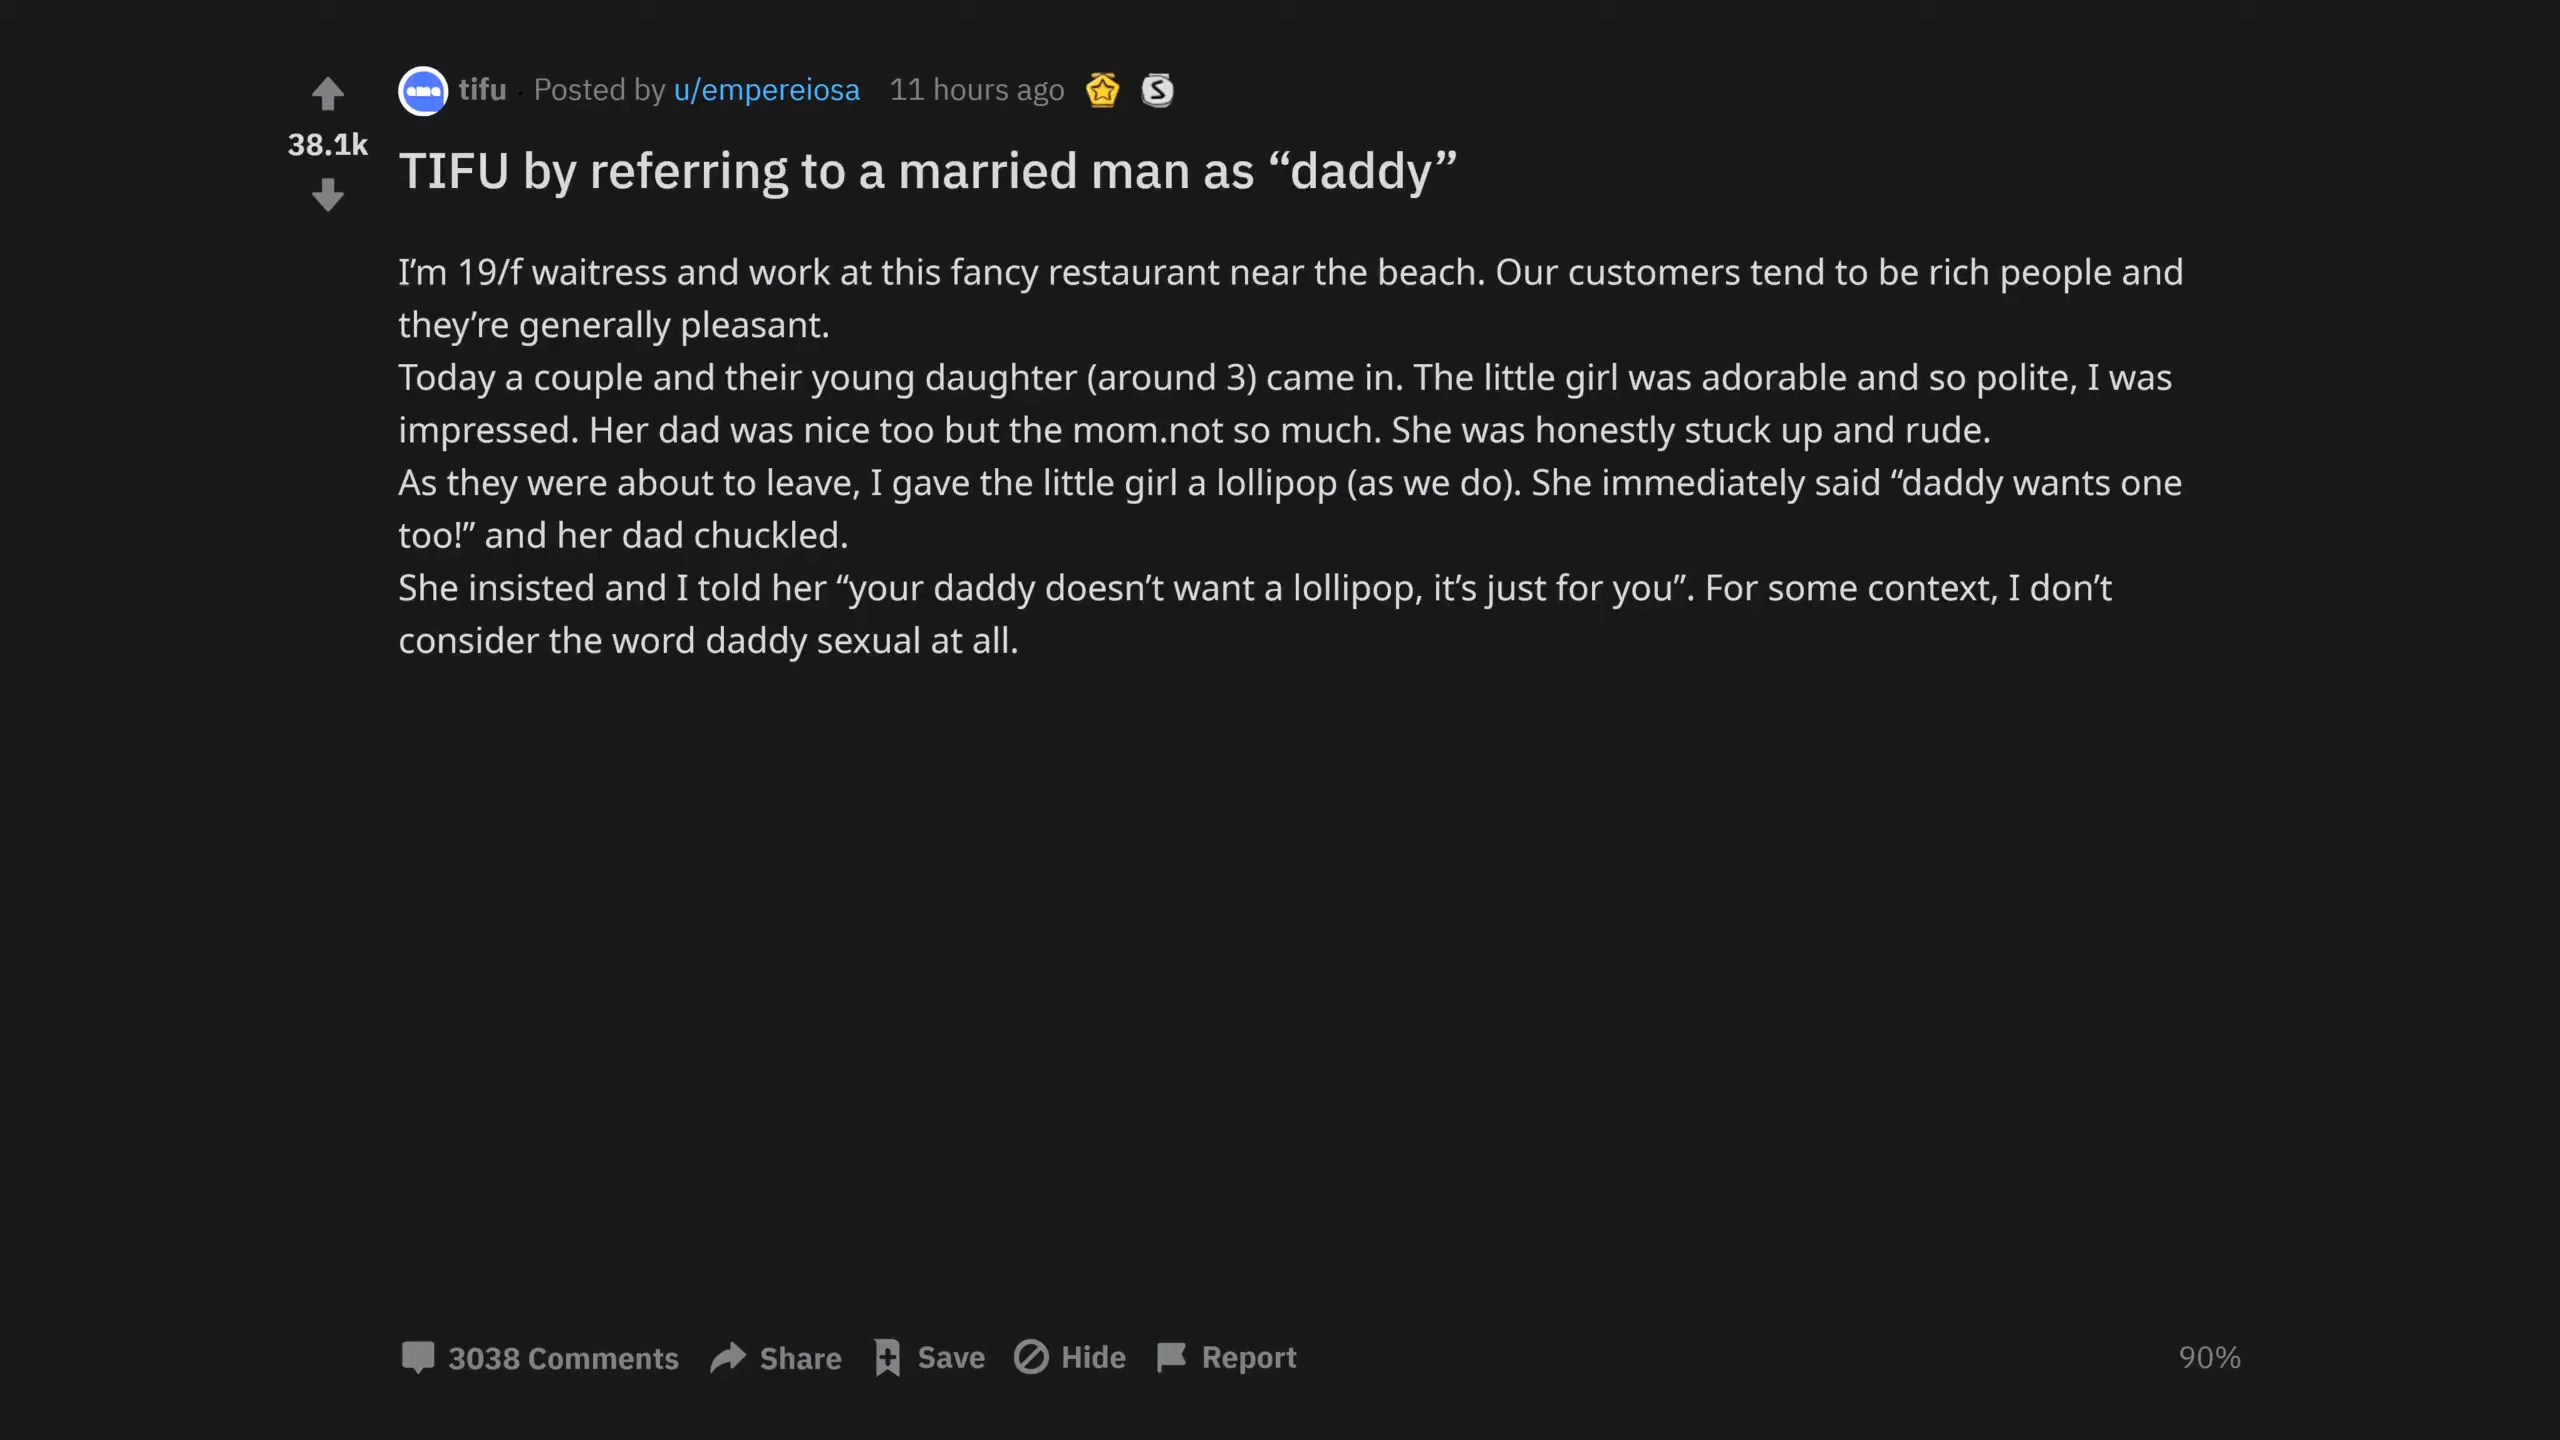 ama tifu · Posted by u/empereiosa 11 hours ago
38.1k
TIFU by referring to a married man as “daddy”
I’m 19/f waitress and work at this fancy restaurant near the beach. Our customers tend to be rich people and
they’re generally pleasant.
Today a couple and their young daughter (around 3) came in. The little girl was adorable and so polite, I was
impressed. Her dad was nice too but the mom.not so much. She was honestly stuck up and rude.
As they were about to leave, I gave the little girl a lollipop (as we do). She immediately said “daddy wants one
too!” and her dad chuckled.
She insisted and I told her “your daddy doesn’t want a lollipop, it’s just for you”. For some context, I don’t
consider the word daddy sexual at all.
3038 Comments Share Save Hide Report 90%